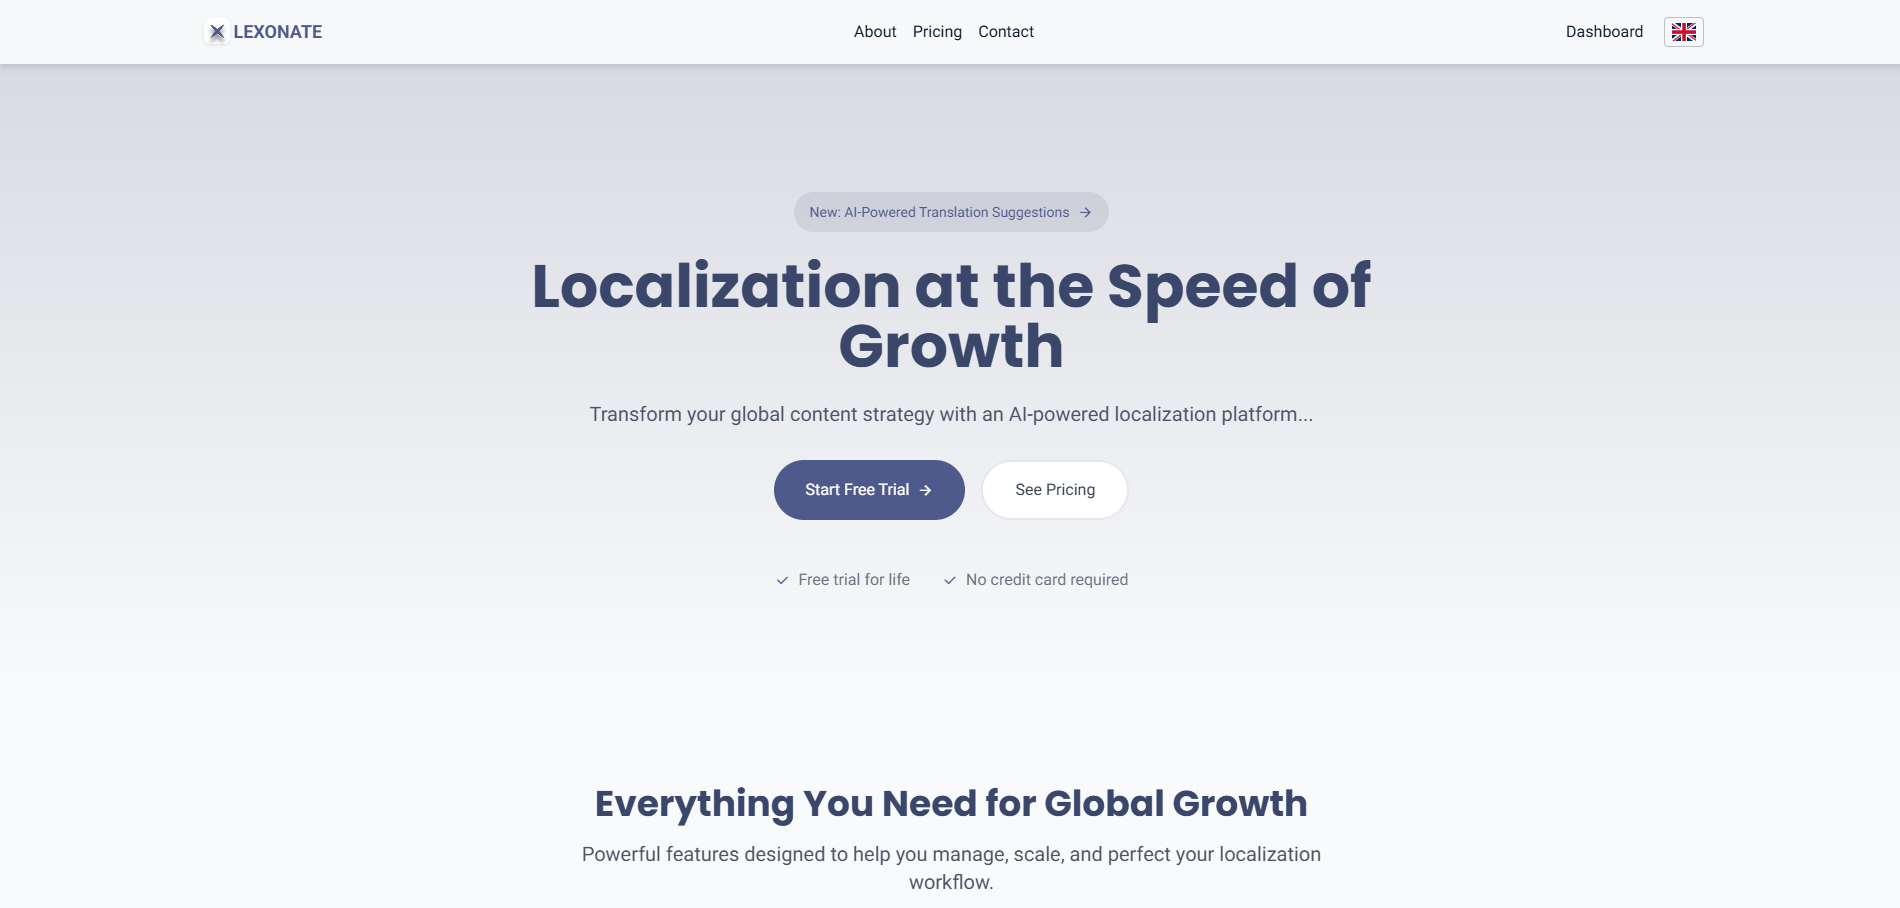 LEXONATE
About Pricing Contact
Dashboard
New: AI-Powered Translation Suggestions
Localization at the Speed of
Growth
Transform your global content strategy with an AI-powered localization platform...
Start Free Trial
See Pricing
Free trial for life
No credit card required
Everything You Need for Global Growth
Powerful features designed to help you manage, scale, and perfect your localization
workflow.